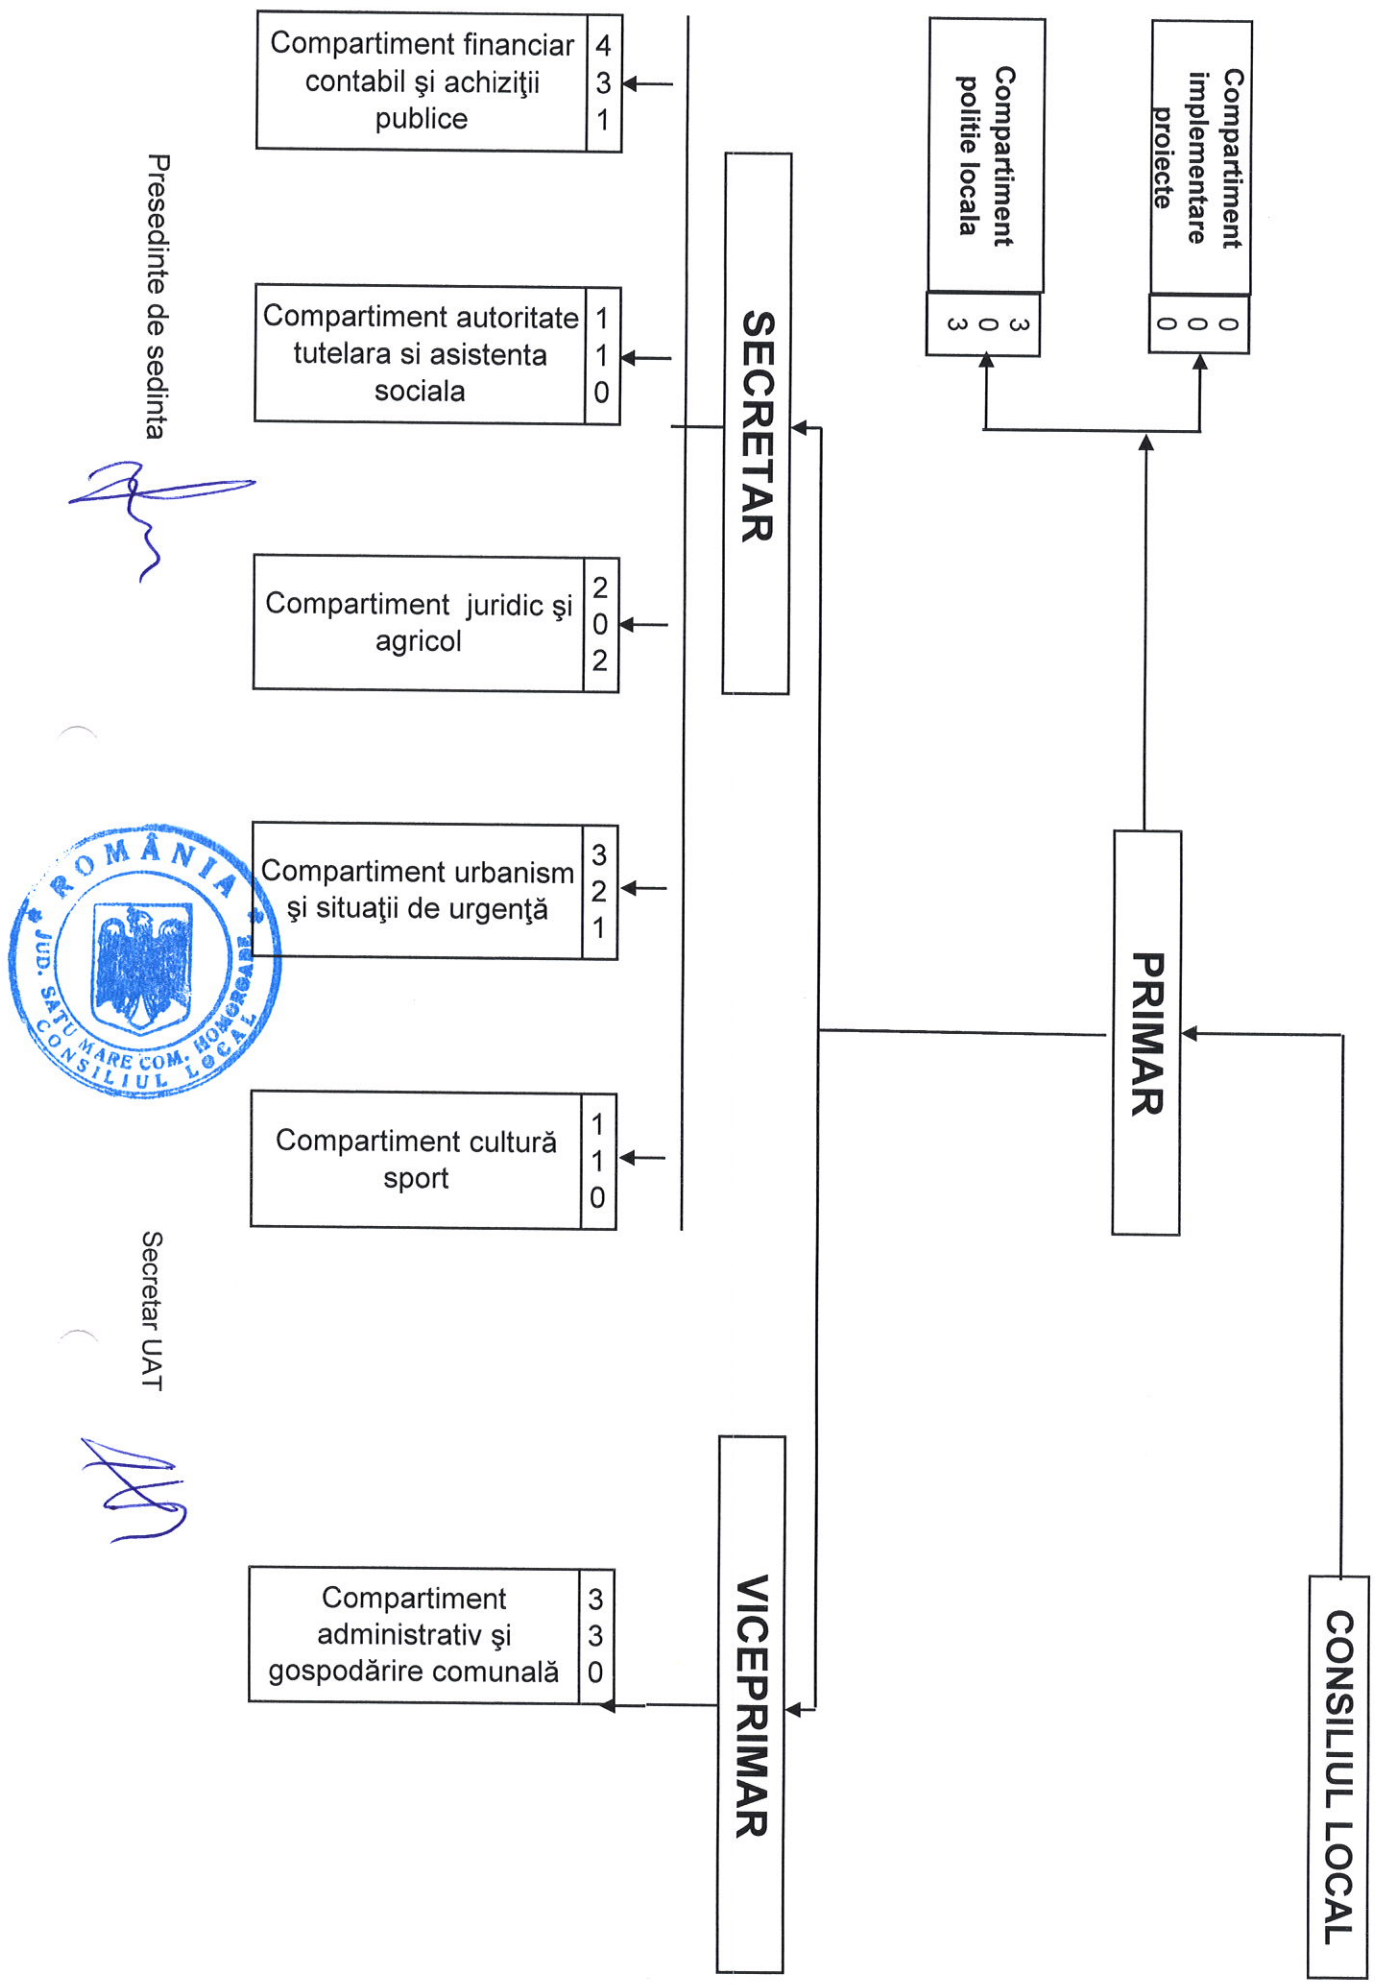 CONSILIUL LOCAL
PRIMAR
Compartiment
implementare
proiecte
0
0
0
Compartiment
politie locala
3
0
3
SECRETAR
VICEPRIMAR
Compartiment financiar
contabil şi achiziţii
publice
4
3
1
Compartiment autoritate
tutelara si asistenta
sociala
1
1
0
Compartiment juridic şi
agricol
2
0
2
Compartiment urbanism
şi situaţii de urgenţă
3
2
1
Compartiment cultură
sport
1
1
0
Compartiment
administrativ şi
gospodărire comunală
3
3
0
Presedinte de sedinta
Secretar UAT
* ROMÂNIA *
JUD. SATU MARE COM. HOMOROADE
CONSILIUL LOCAL